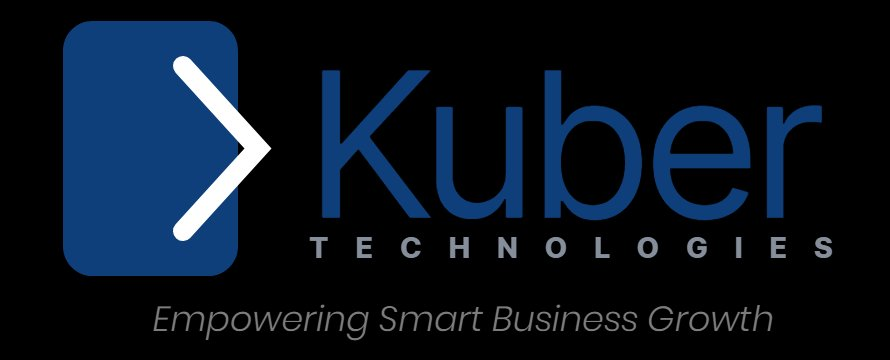 Kuber
TECHNOLOGIES
Empowering Smart Business Growth